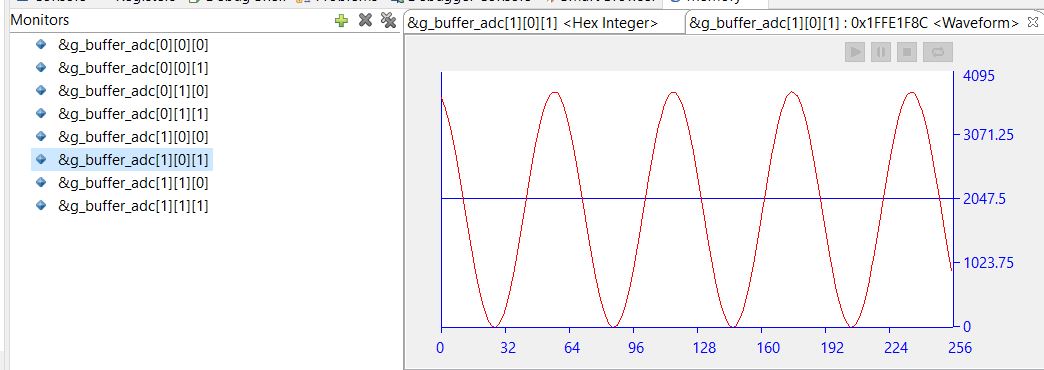 Monitors
&g_buffer_adc[0][0][0]
&g_buffer_adc[0][0][1]
&g_buffer_adc[0][1][0]
&g_buffer_adc[0][1][1]
&g_buffer_adc[1][0][0]
&g_buffer_adc[1][0][1]
&g_buffer_adc[1][1][0]
&g_buffer_adc[1][1][1]
&g_buffer_adc[1][0][1] <Hex Integer>
&g_buffer_adc[1][0][1] : 0x1FFE1F8C <Waveform>
4095
3071.25
2047.5
1023.75
0
0 32 64 96 128 160 192 224 256